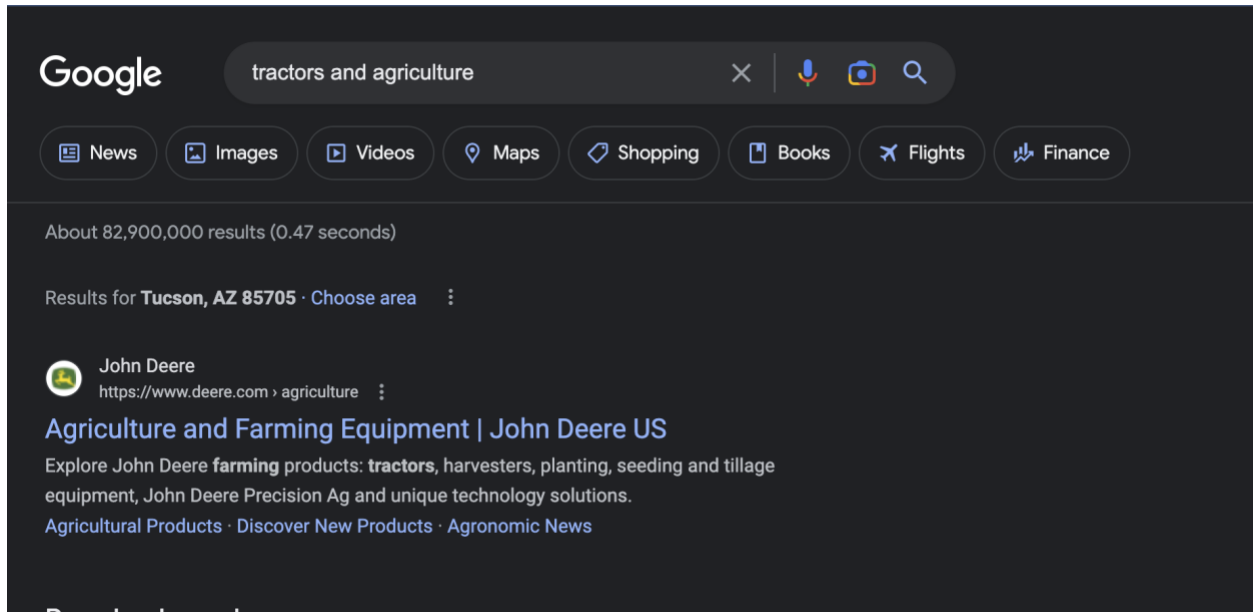 Google
tractors and agriculture
News Images Videos Maps Shopping Books Flights Finance
About 82,900,000 results (0.47 seconds)
Results for Tucson, AZ 85705 · Choose area
John Deere
https://www.deere.com › agriculture
Agriculture and Farming Equipment | John Deere US
Explore John Deere farming products: tractors, harvesters, planting, seeding and tillage
equipment, John Deere Precision Ag and unique technology solutions.
Agricultural Products · Discover New Products · Agronomic News